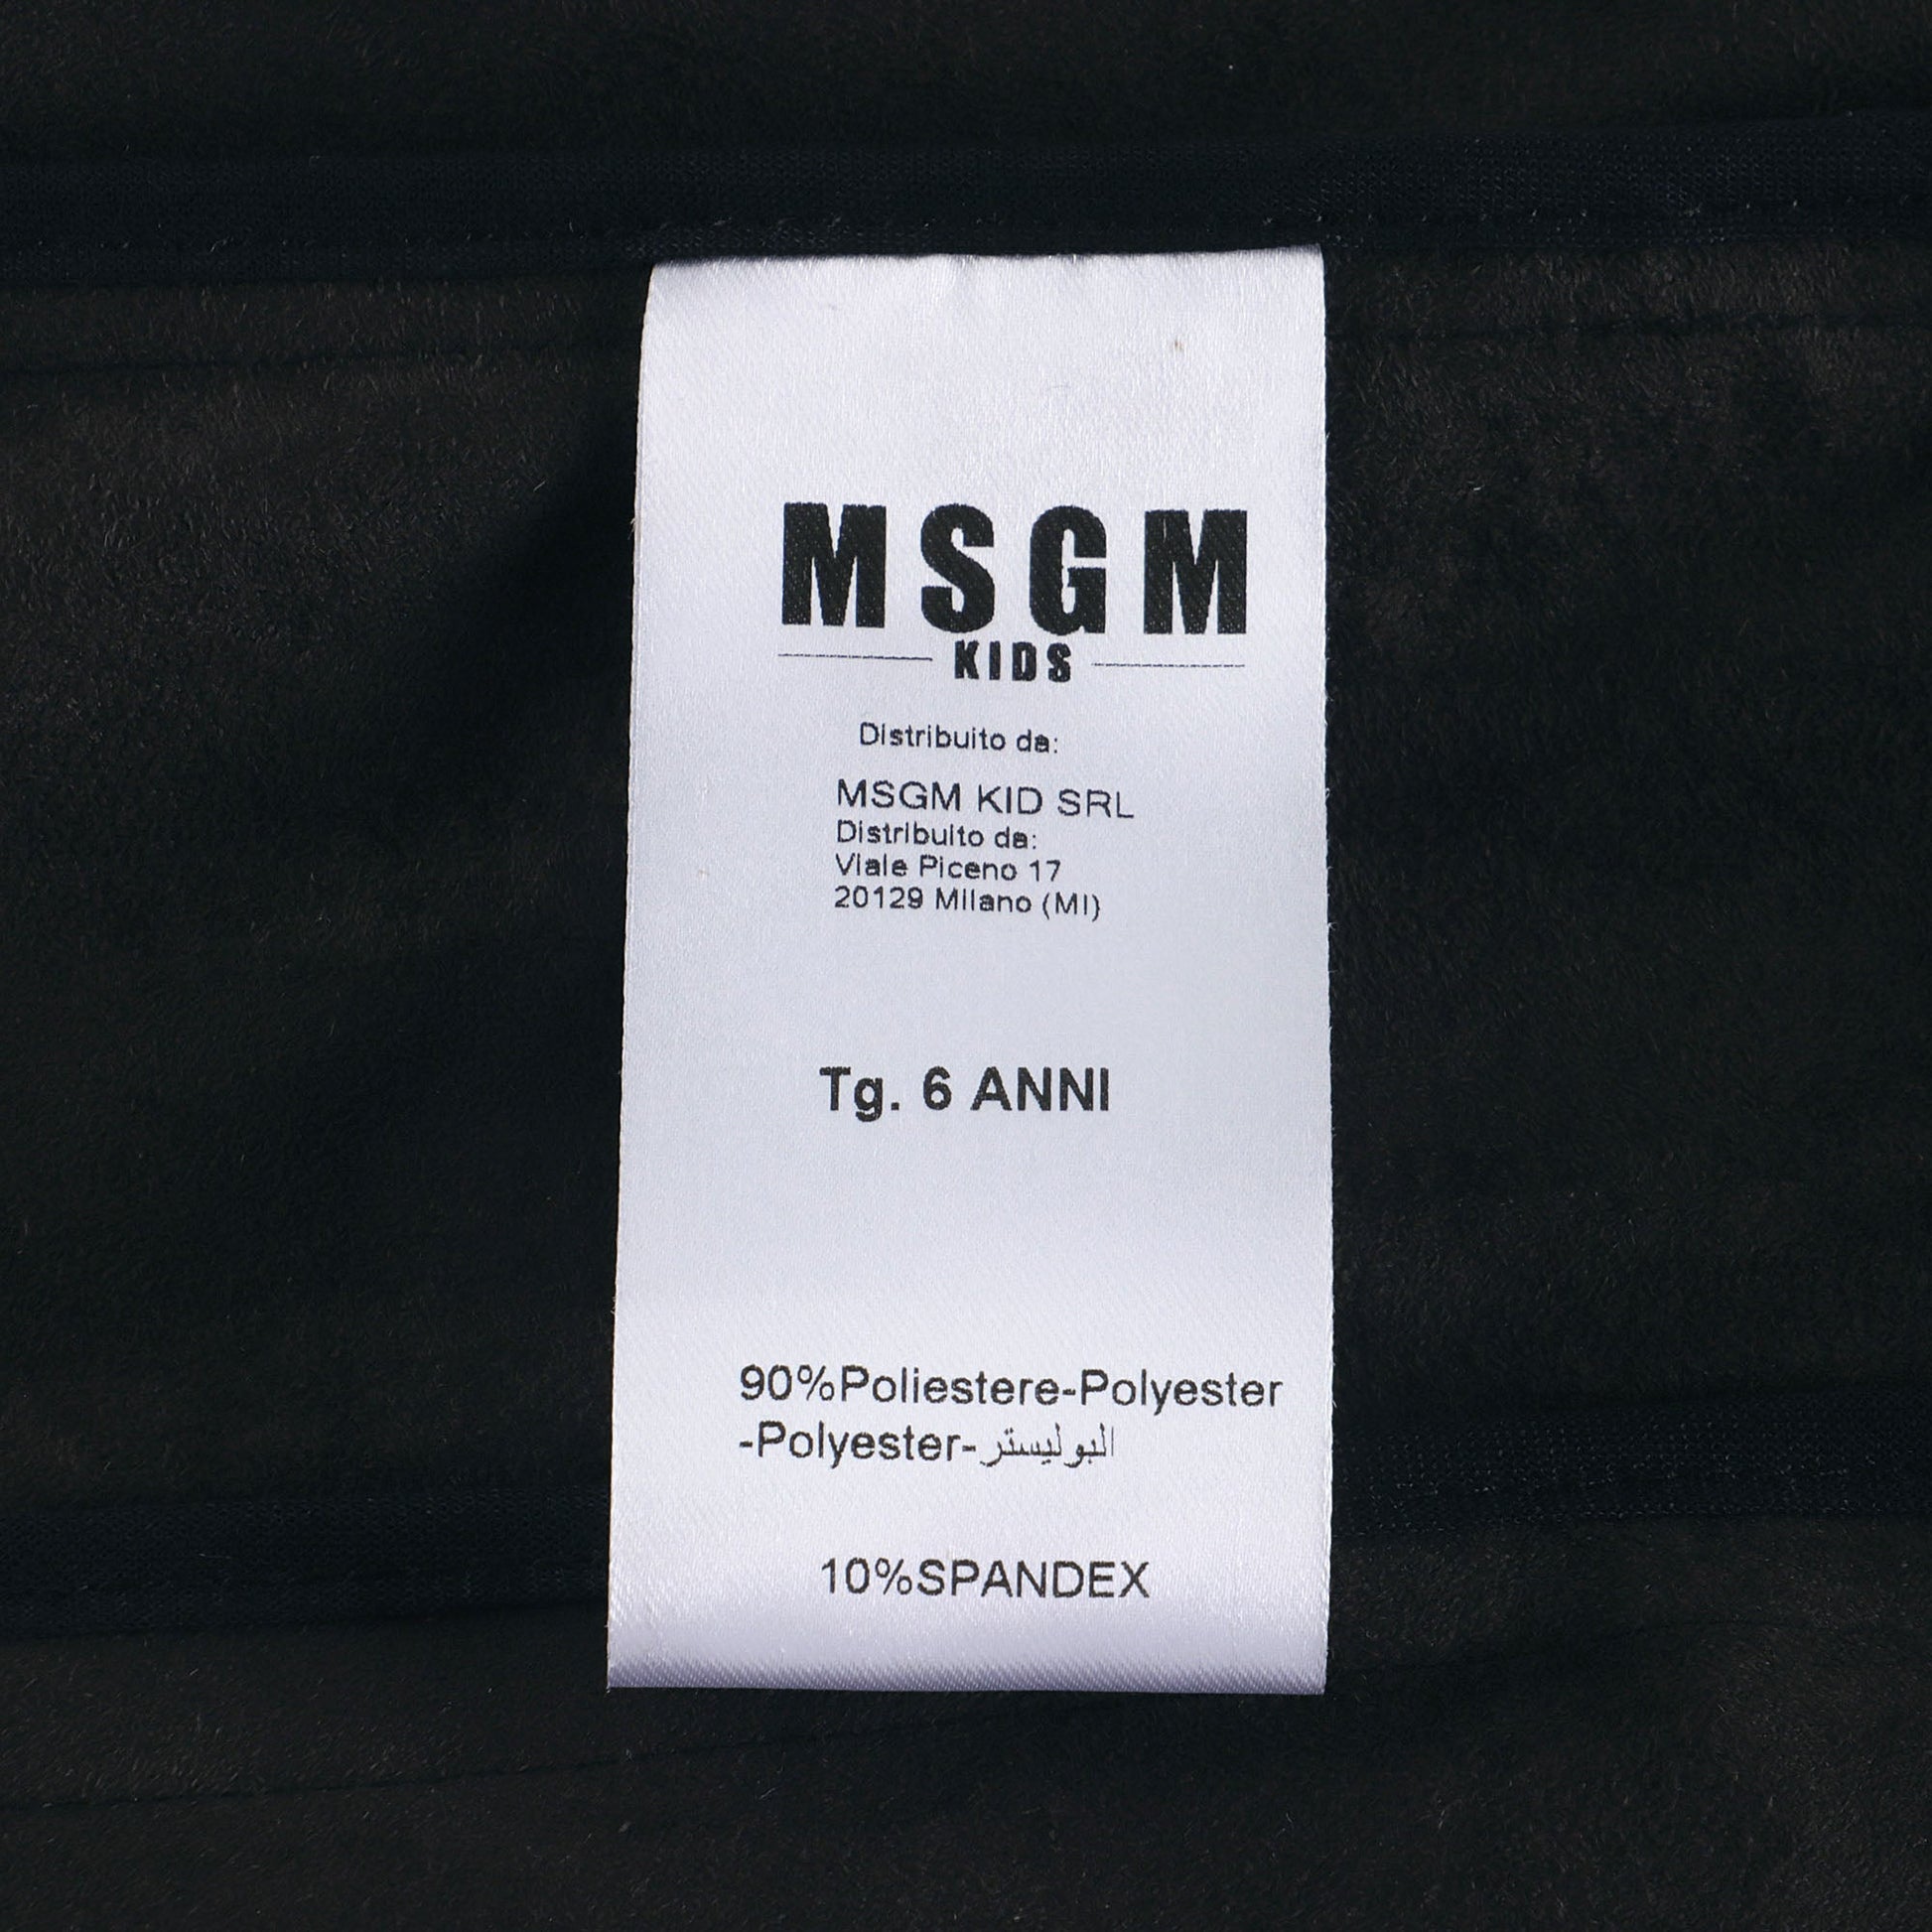 MSGM
KIDS
Distribuito da:
MSGM KID SRL
Distribuito da:
Viale Piceno 17
20129 Milano (MI)
Tg. 6 ANNI
90%Poliestere-Polyester
-Polyester-البوليستر
10%SPANDEX